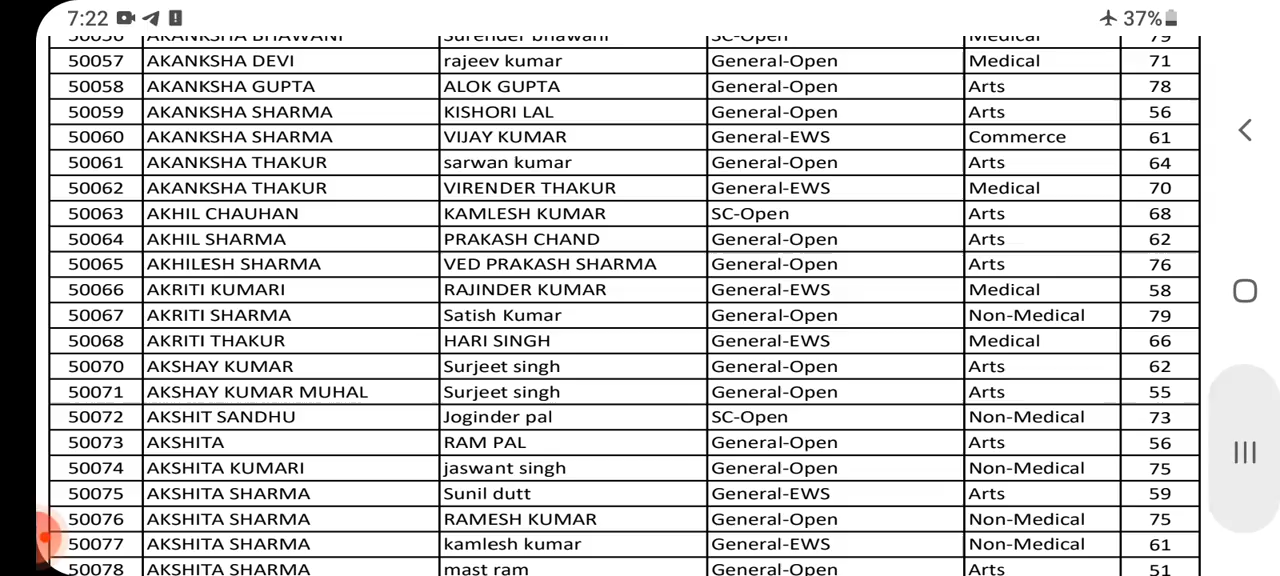 7:22 37%
50056 AKANKSHA BHAWANI Surender bhawani SC-Open Medical 79
50057 AKANKSHA DEVI rajeev kumar General-Open Medical 71
50058 AKANKSHA GUPTA ALOK GUPTA General-Open Arts 78
50059 AKANKSHA SHARMA KISHORI LAL General-Open Arts 56
50060 AKANKSHA SHARMA VIJAY KUMAR General-EWS Commerce 61
50061 AKANKSHA THAKUR sarwan kumar General-Open Arts 64
50062 AKANKSHA THAKUR VIRENDER THAKUR General-EWS Medical 70
50063 AKHIL CHAUHAN KAMLESH KUMAR SC-Open Arts 68
50064 AKHIL SHARMA PRAKASH CHAND General-Open Arts 62
50065 AKHILESH SHARMA VED PRAKASH SHARMA General-Open Arts 76
50066 AKRITI KUMARI RAJINDER KUMAR General-EWS Medical 58
50067 AKRITI SHARMA Satish Kumar General-Open Non-Medical 79
50068 AKRITI THAKUR HARI SINGH General-EWS Medical 66
50070 AKSHAY KUMAR Surjeet singh General-Open Arts 62
50071 AKSHAY KUMAR MUHAL Surjeet singh General-Open Arts 55
50072 AKSHIT SANDHU Joginder pal SC-Open Non-Medical 73
50073 AKSHITA RAM PAL General-Open Arts 56
50074 AKSHITA KUMARI jaswant singh General-Open Non-Medical 75
50075 AKSHITA SHARMA Sunil dutt General-EWS Arts 59
50076 AKSHITA SHARMA RAMESH KUMAR General-Open Non-Medical 75
50077 AKSHITA SHARMA kamlesh kumar General-EWS Non-Medical 61
50078 AKSHITA SHARMA mast ram General-Open Arts 51